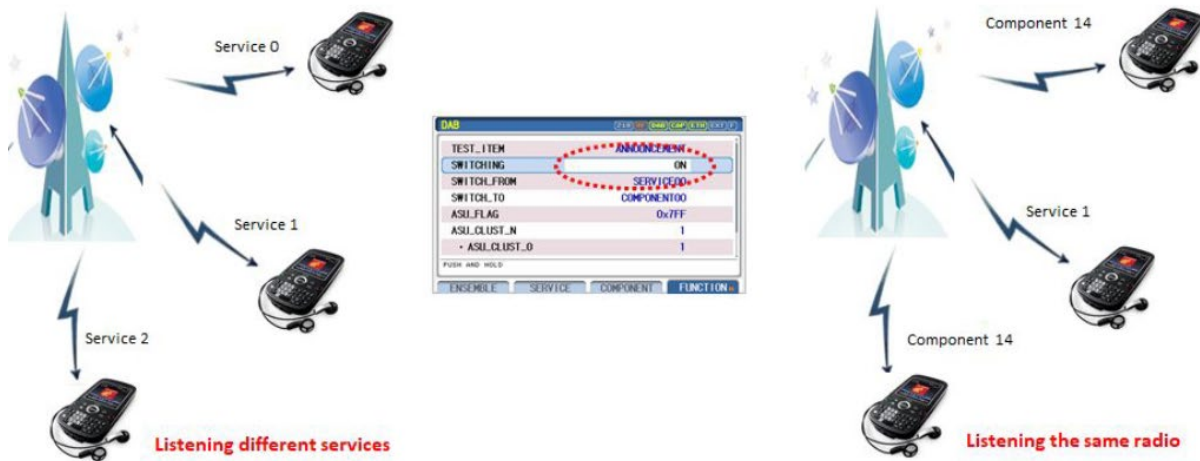 Service 0
Service 1
Service 2
Listening different services
DAB
TEST_ITEM ANNOUNCEMENT
SWITCHING ON
SWITCH_FROM SERVICE00
SWITCH_TO COMPONENT00
ASU_FLAG 0x7FF
ASU_CLUST_N 1
• ASU_CLUST_0 1
PUSH AND HOLD
ENSEMBLE SERVICE COMPONENT FUNCTION
Component 14
Service 1
Component 14
Listening the same radio